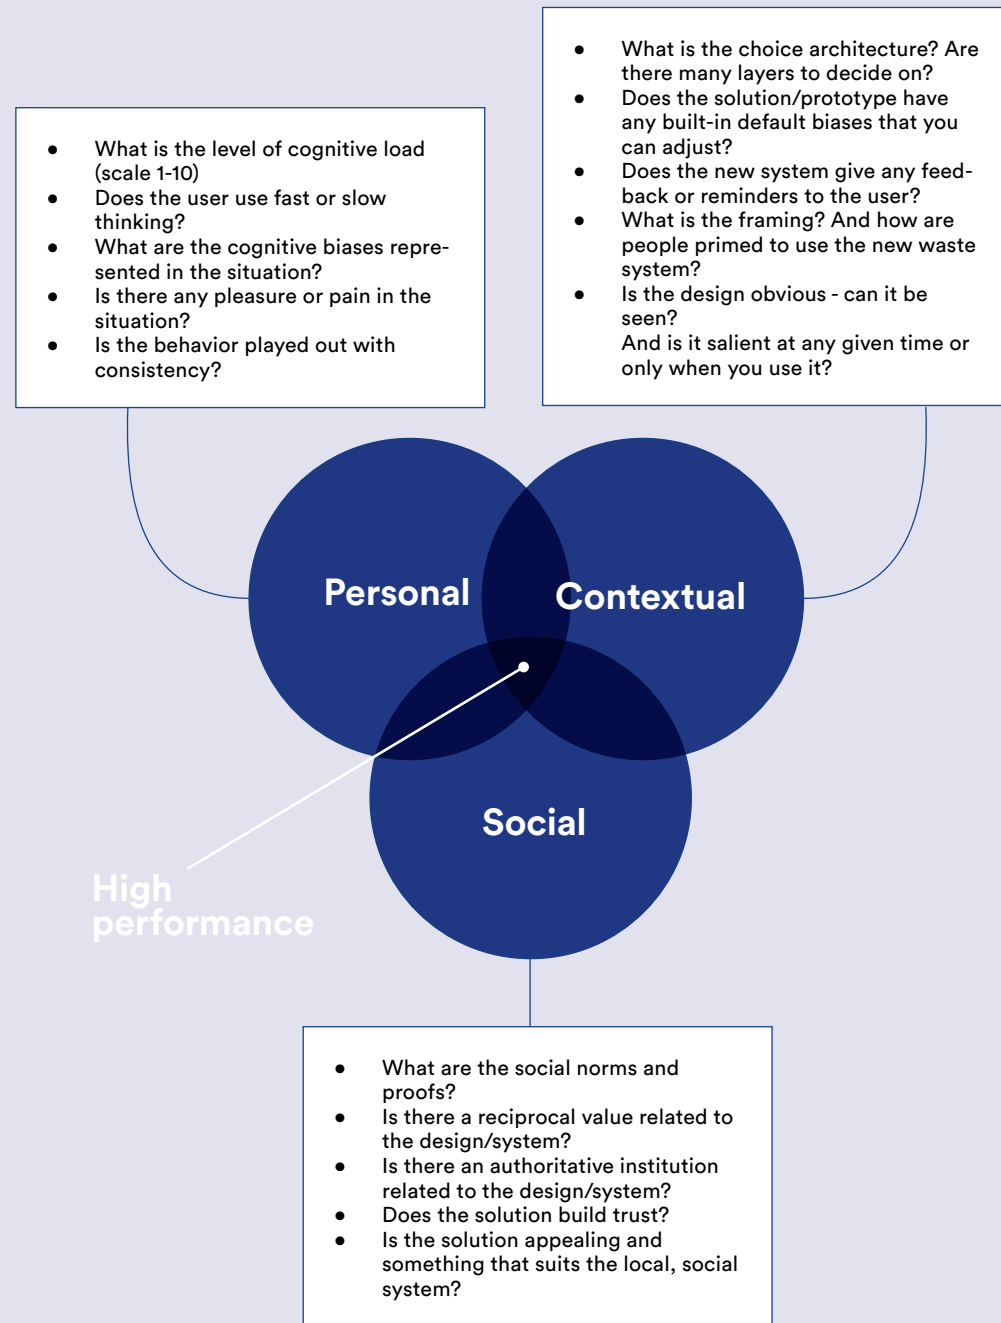 ● What is the level of cognitive load
(scale 1-10)
● Does the user use fast or slow
thinking?
● What are the cognitive biases repre-
sented in the situation?
● Is there any pleasure or pain in the
situation?
● Is the behavior played out with
consistency?
● What is the choice architecture? Are
there many layers to decide on?
● Does the solution/prototype have
any built-in default biases that you
can adjust?
● Does the new system give any feed-
back or reminders to the user?
● What is the framing? And how are
people primed to use the new waste
system?
● Is the design obvious - can it be
seen?
And is it salient at any given time or
only when you use it?
Personal
Contextual
Social
High
performance
● What are the social norms and
proofs?
● Is there a reciprocal value related to
the design/system?
● Is there an authoritative institution
related to the design/system?
● Does the solution build trust?
● Is the solution appealing and
something that suits the local, social
system?